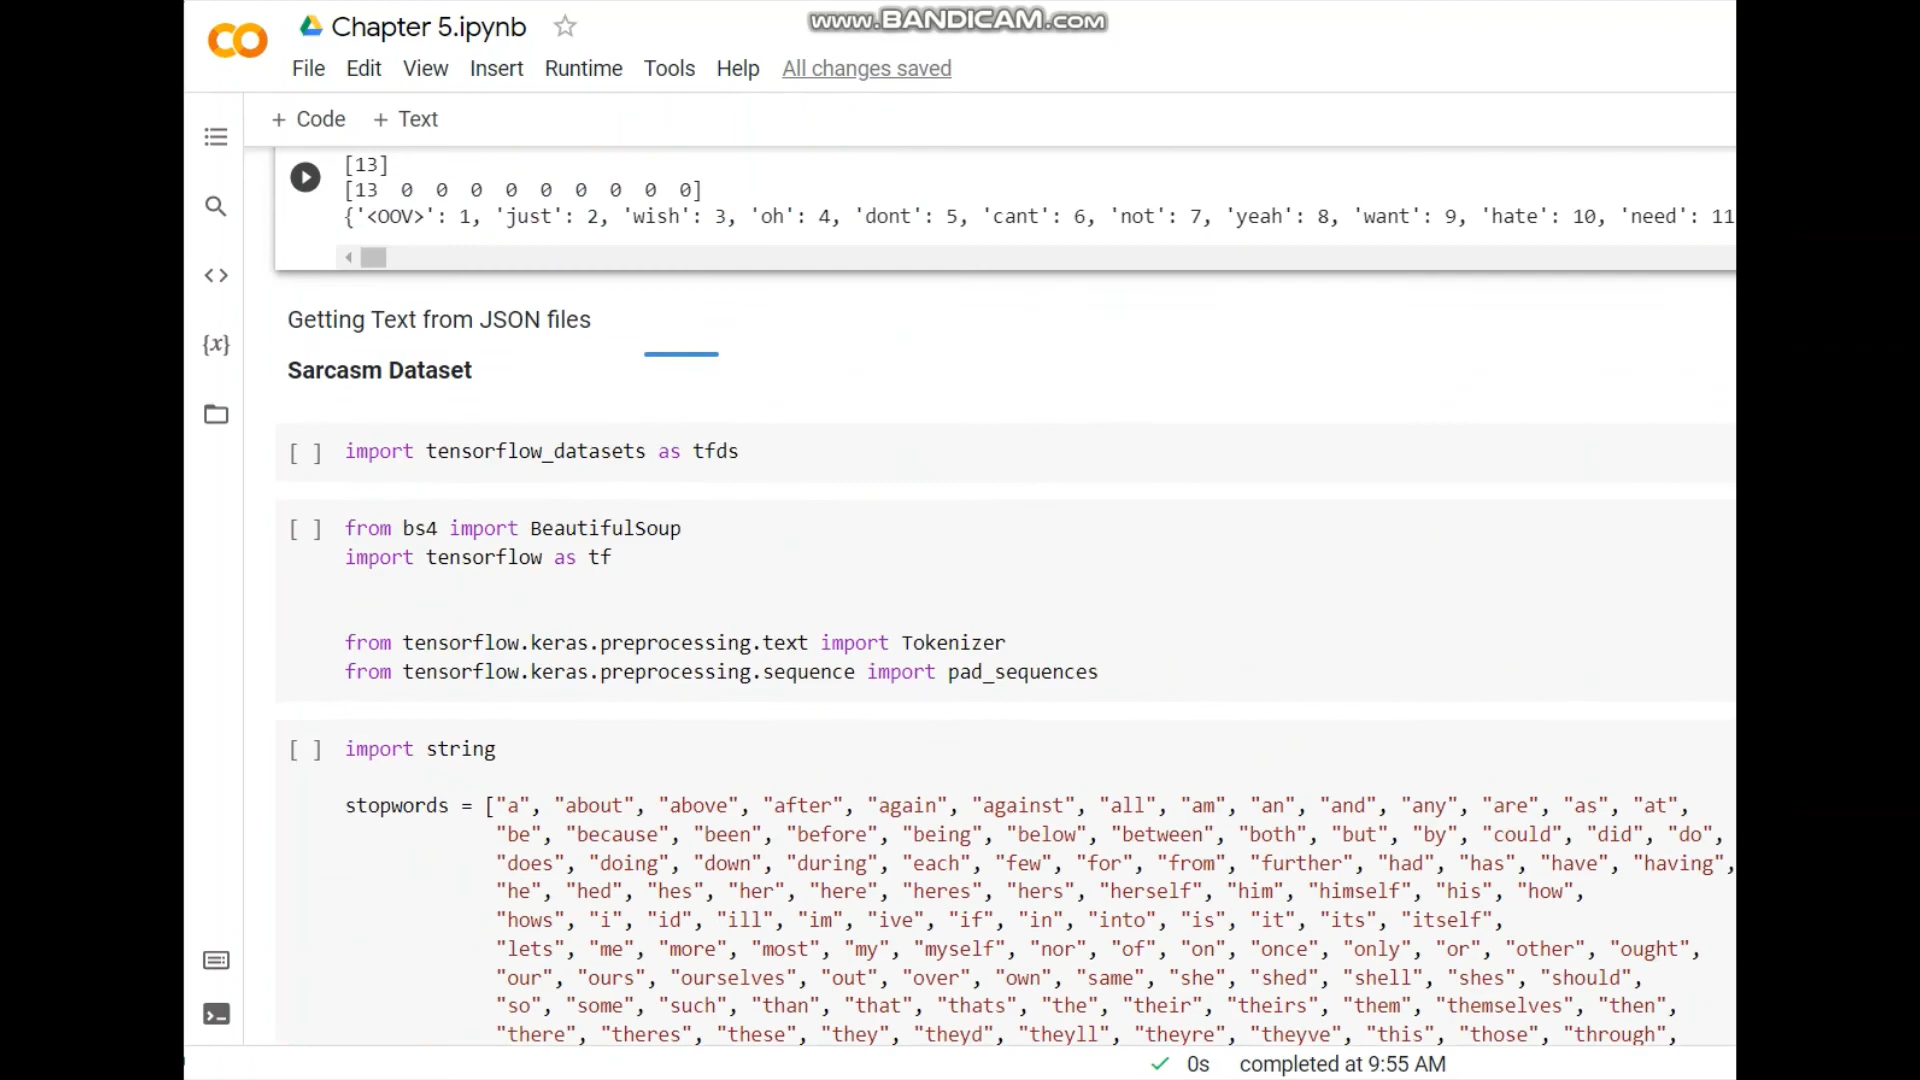 Chapter 5.ipynb
www.BANDICAM.com
File Edit View Insert Runtime Tools Help All changes saved
+ Code + Text
[13]
[13 0 0 0 0 0 0 0 0 0]
{'<OOV>': 1, 'just': 2, 'wish': 3, 'oh': 4, 'dont': 5, 'cant': 6, 'not': 7, 'yeah': 8, 'want': 9, 'hate': 10, 'need': 11
Getting Text from JSON files
Sarcasm Dataset
[ ] import tensorflow_datasets as tfds
[ ] from bs4 import BeautifulSoup
import tensorflow as tf
from tensorflow.keras.preprocessing.text import Tokenizer
from tensorflow.keras.preprocessing.sequence import pad_sequences
[ ] import string
stopwords = ["a", "about", "above", "after", "again", "against", "all", "am", "an", "and", "any", "are", "as", "at",
"be", "because", "been", "before", "being", "below", "between", "both", "but", "by", "could", "did", "do",
"does", "doing", "down", "during", "each", "few", "for", "from", "further", "had", "has", "have", "having",
"he", "hed", "hes", "her", "here", "heres", "hers", "herself", "him", "himself", "his", "how",
"hows", "i", "id", "ill", "im", "ive", "if", "in", "into", "is", "it", "its", "itself",
"lets", "me", "more", "most", "my", "myself", "nor", "of", "on", "once", "only", "or", "other", "ought",
"our", "ours", "ourselves", "out", "over", "own", "same", "she", "shed", "shell", "shes", "should",
"so", "some", "such", "than", "that", "thats", "the", "their", "theirs", "them", "themselves", "then",
"there", "theres", "these", "they", "theyd", "theyll", "theyre", "theyve", "this", "those", "through",
0s completed at 9:55 AM